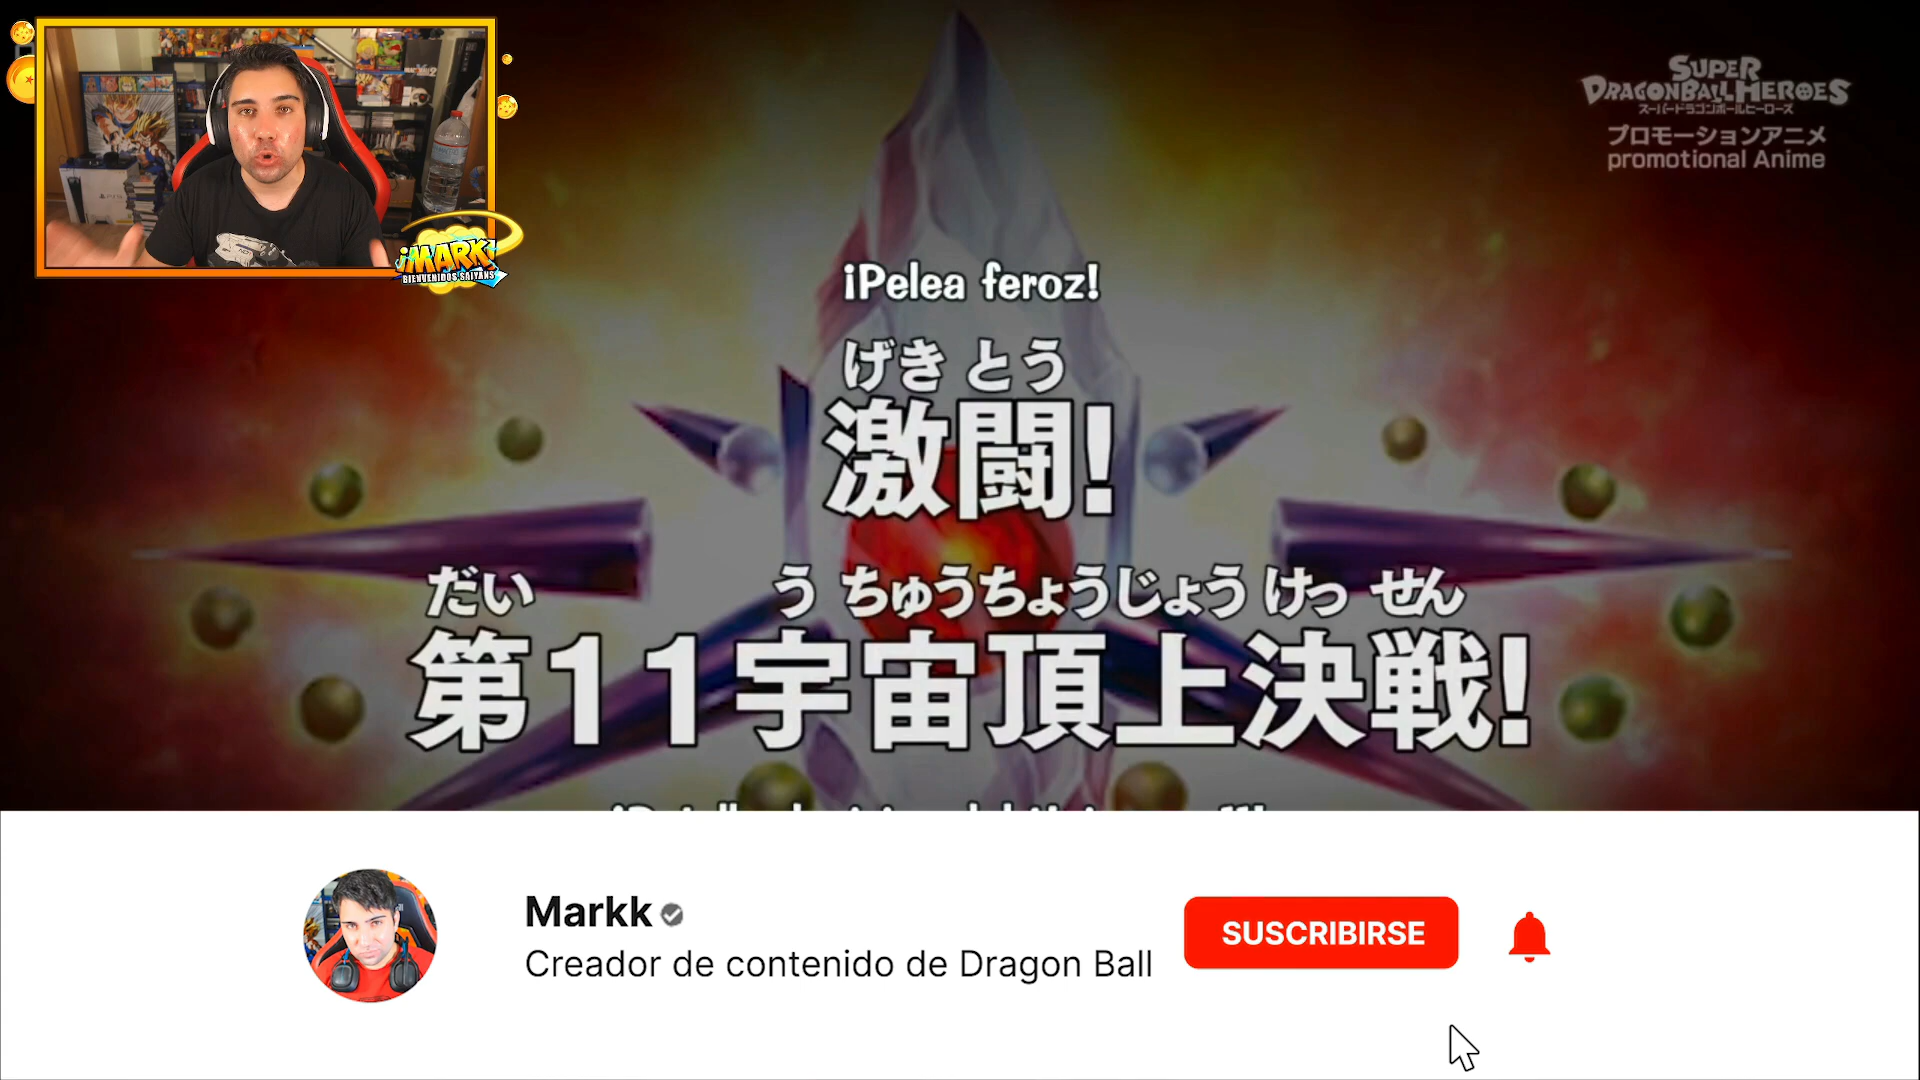 SUPER
DRAGONBALL HEROES
スーパードラゴンボールヒーローズ
プロモーションアニメ
promotional Anime
¡MARK!
BIENVENIDOS SAIYANS
¡Pelea feroz!
げき とう
激闘!
だい う ちゅうちょうじょう けっ せん
第11宇宙頂上決戦!
Markk
Creador de contenido de Dragon Ball
SUSCRIBIRSE